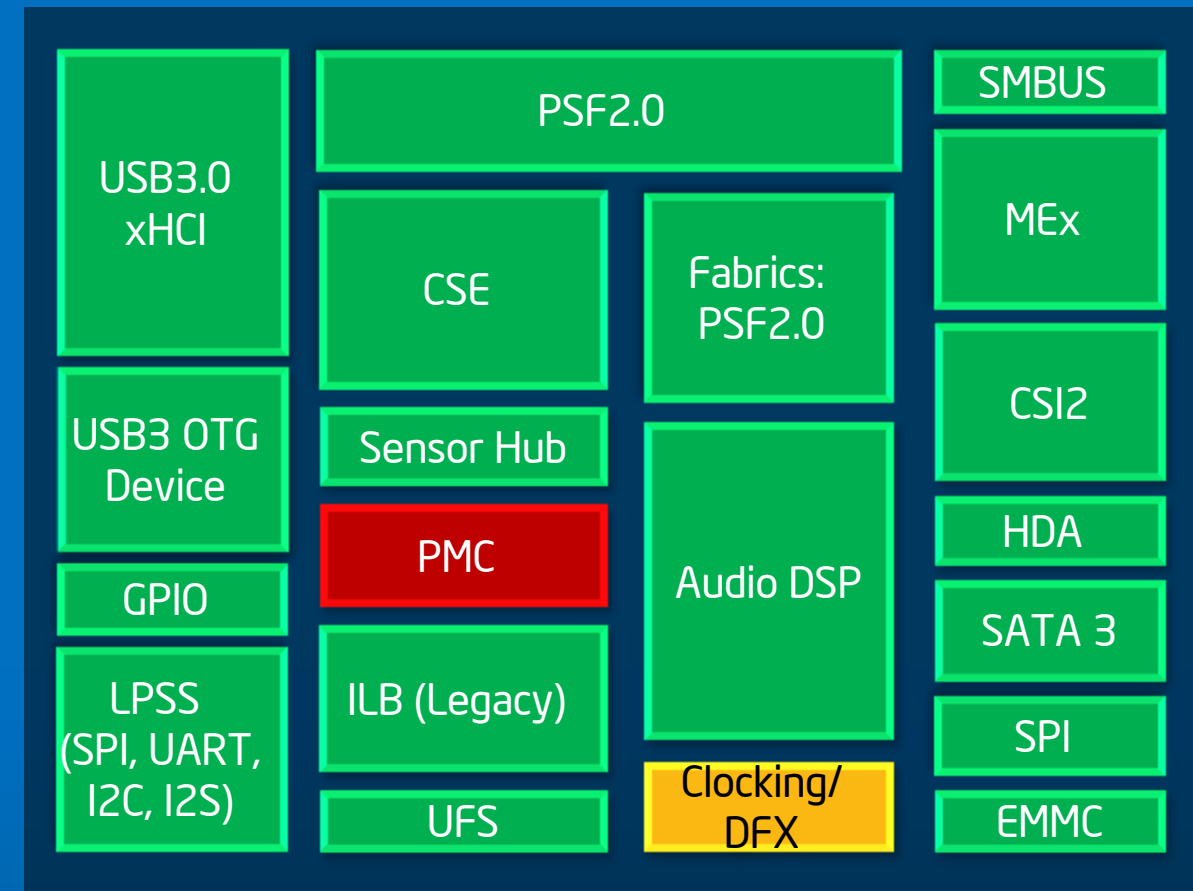 USB3.0
xHCI
USB3 OTG
Device
GPIO
LPSS
(SPI, UART,
I2C, I2S)
PSF2.0
CSE
Sensor Hub
PMC
ILB (Legacy)
UFS
Fabrics:
PSF2.0
Audio DSP
Clocking/
DFX
SMBUS
MEx
CSI2
HDA
SATA 3
SPI
EMMC